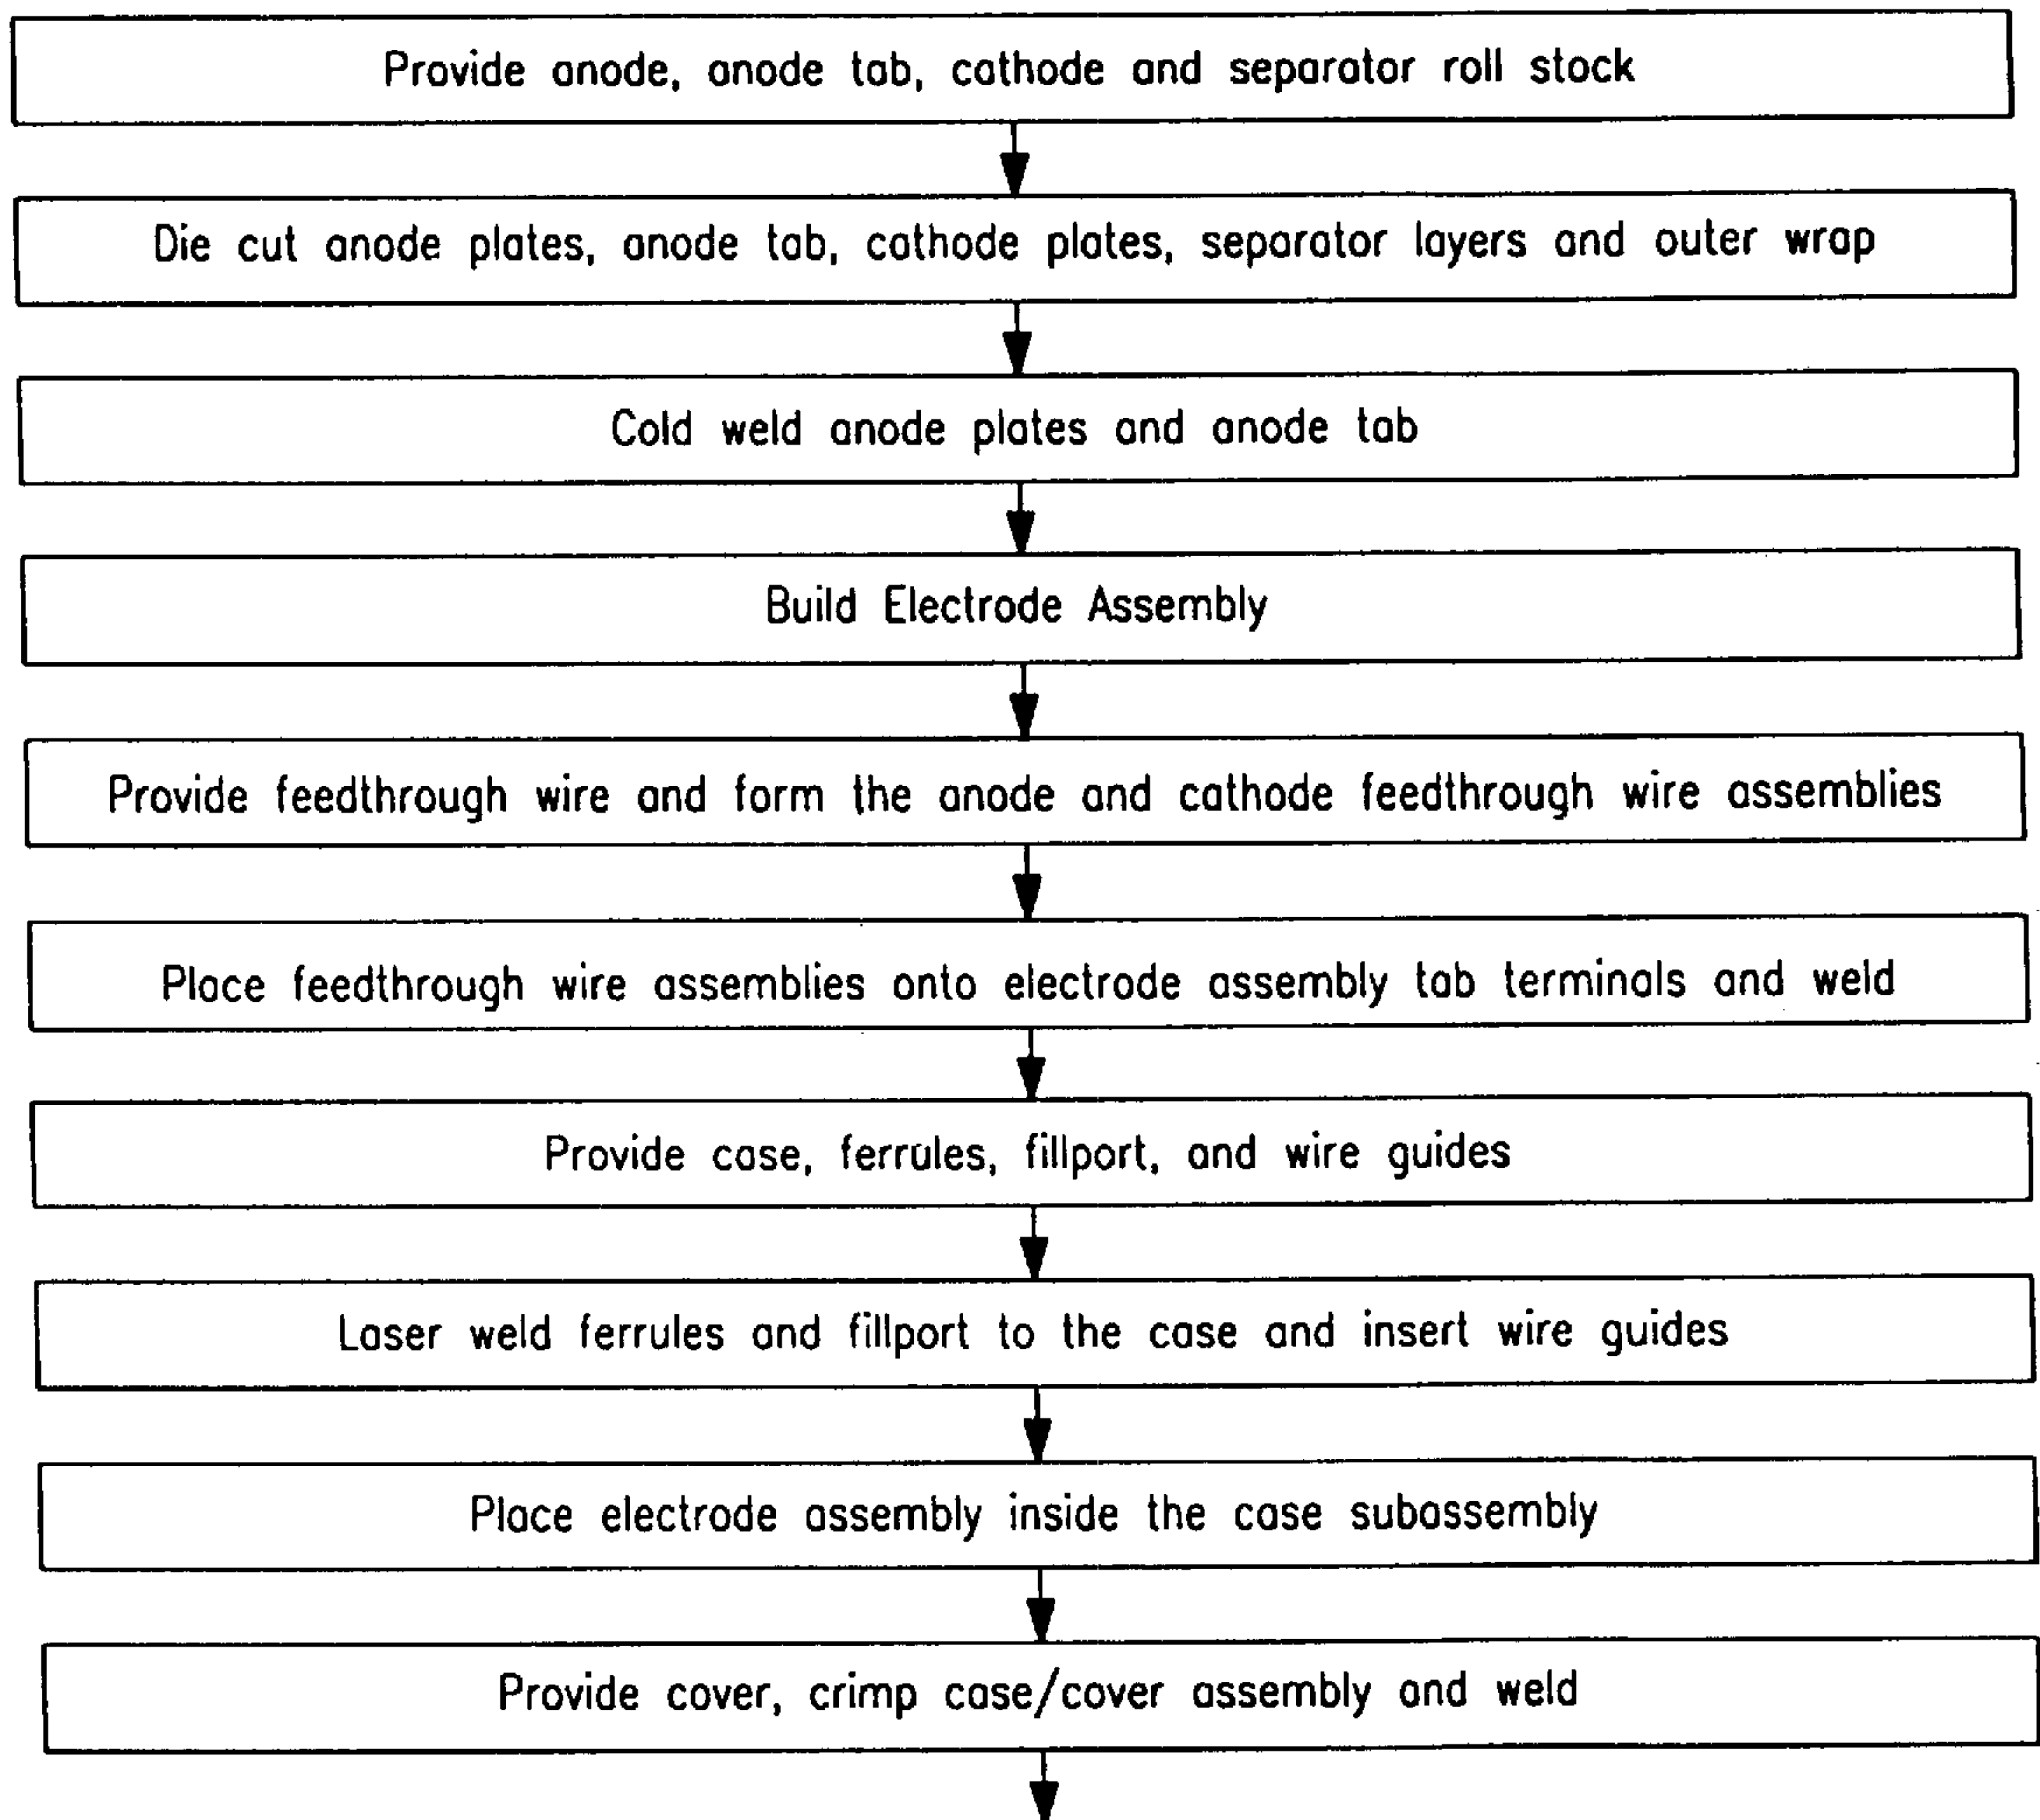 Provide anode, anode tab, cathode and separator roll stock
Die cut anode plates, anode tab, cathode plates, separator layers and outer wrap
Cold weld anode plates and anode tab
Build Electrode Assembly
Provide feedthrough wire and form the anode and cathode feedthrough wire assemblies
Place feedthrough wire assemblies onto electrode assembly tab terminals and weld
Provide case, ferrules, fillport, and wire guides
Laser weld ferrules and fillport to the case and insert wire guides
Place electrode assembly inside the case subassembly
Provide cover, crimp case/cover assembly and weld